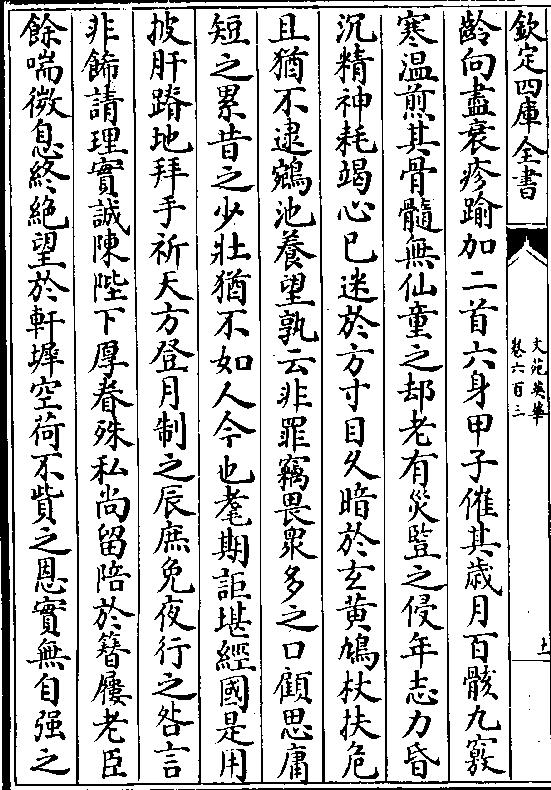 欽定四庫全書
文苑英華
卷六百三
齡向盡衰疹踰加二首六身甲子催其歳月百骸九竅
寒温煎其骨髓無仙童之却老有災豎之侵年志力昏
沉精神耗竭心已迷於方寸目久暗於玄黄鳩杖扶危
且猶不逮鵷池養望孰云非罪竊畏衆多之口顧思庸
短之累昔之少壯猶不如人今也耄期詎堪經國是用
披肝蹐地拜手祈天方登月制之辰庶免夜行之咎言
非飾請理實誠陳陛下厚眷殊私尚留陪於簪屨老臣
餘喘微息終絶望於軒墀空荷不貲之恩實無自强之